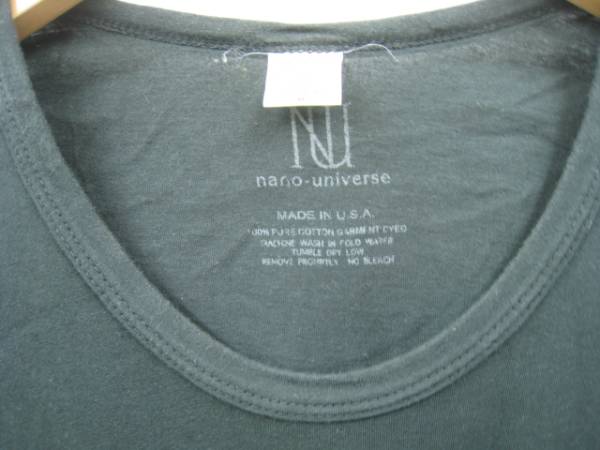 NU
nano-universe
MADE IN U.S.A.
100% PURE COTTON GARMENT DYED
MACHINE WASH IN COLD WATER
TUMBLE DRY LOW
REMOVE PROMPTLY NO BLEACH